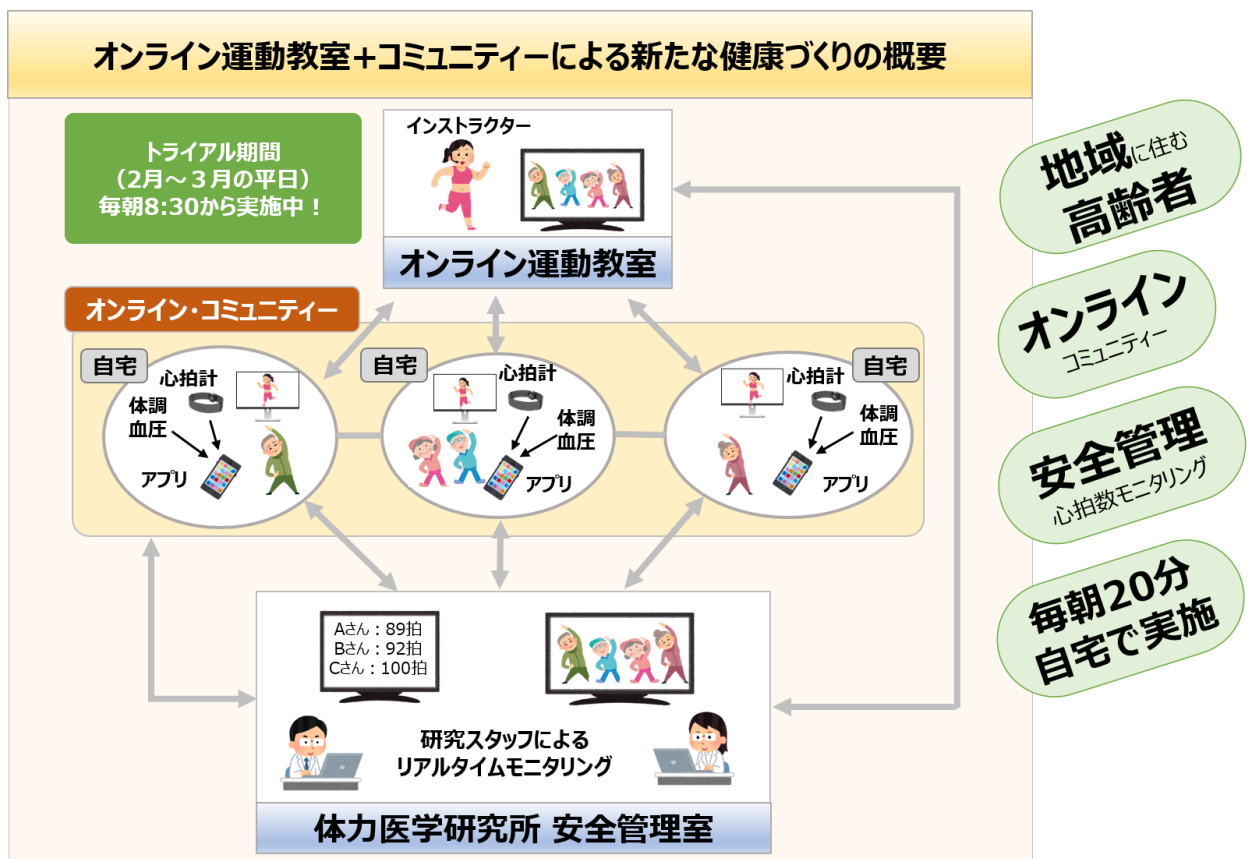 オンライン運動教室+コミュニティーによる新たな健康づくりの概要
トライアル期間
（2月～３月の平日）
毎朝8:30から実施中！
インストラクター
オンライン運動教室
オンライン・コミュニティー
自宅
心拍計
体調
血圧
アプリ
自宅
心拍計
体調
血圧
アプリ
自宅
心拍計
体調
血圧
アプリ
Aさん：89拍
Bさん：92拍
Cさん：100拍
研究スタッフによる
リアルタイムモニタリング
体力医学研究所 安全管理室
地域に住む
高齢者
オンライン
コミュニティー
安全管理
心拍数モニタリング
毎朝20分
自宅で実施